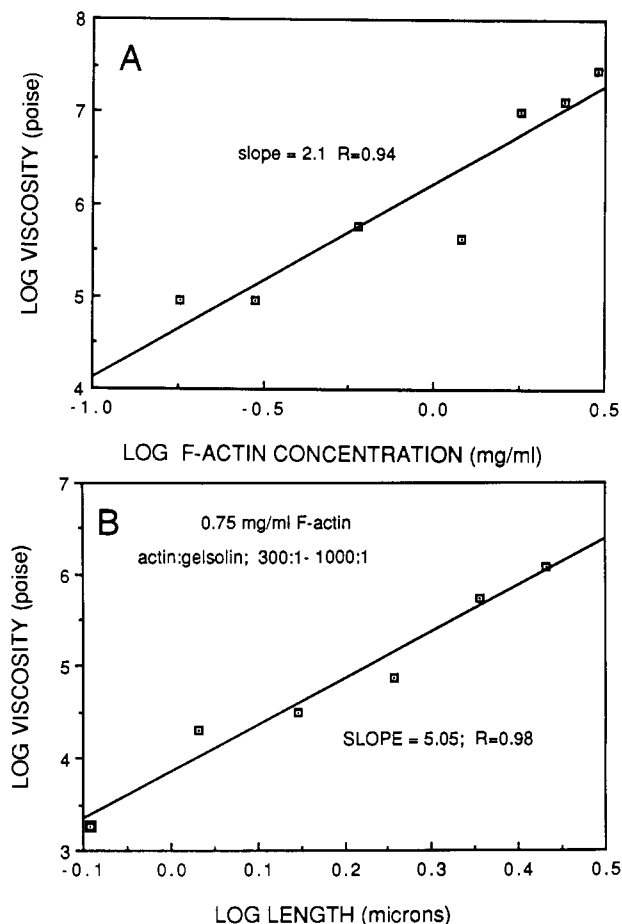 A
LOG VISCOSITY (poise)
8
7
6
5
4
slope = 2.1 R=0.94
-1.0
-0.5
0.0
0.5
LOG F-ACTIN CONCENTRATION (mg/ml)
B
LOG VISCOSITY (poise)
7
6
5
4
3
0.75 mg/ml F-actin
actin:gelsolin; 300:1- 1000:1
SLOPE = 5.05; R=0.98
-0.1
0.0
0.1
0.2
0.3
0.4
0.5
LOG LENGTH (microns)